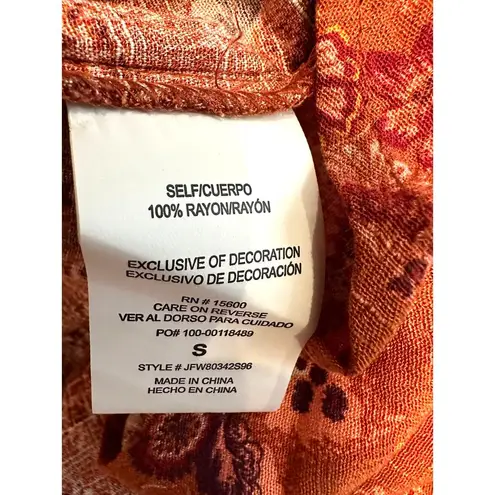 SELF/CUERPO
100% RAYON/RAYÓN
EXCLUSIVE OF DECORATION
EXCLUSIVO DE DECORACIÓN
RN # 15600
CARE ON REVERSE
VER AL DORSO PARA CUIDADO
PO# 100-00118489
S
STYLE # JFW80342S96
MADE IN CHINA
HECHO EN CHINA